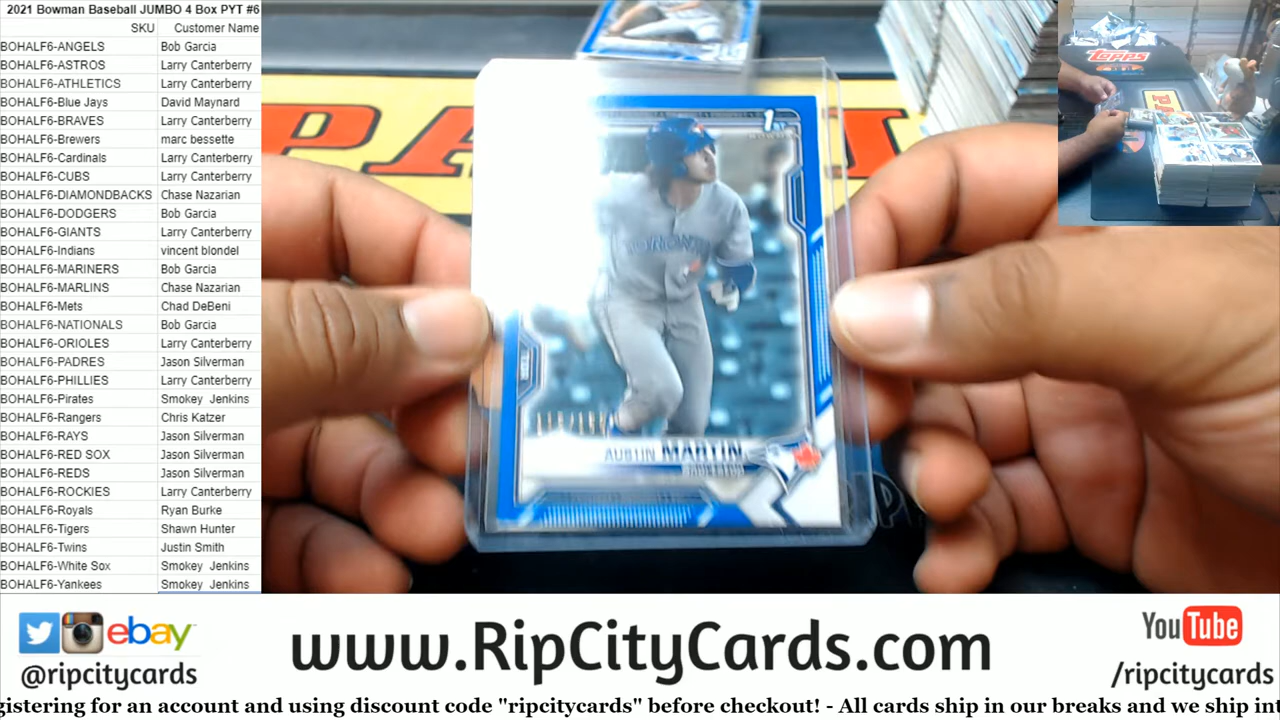 2021 Bowman Baseball JUMBO 4 Box PYT #6
SKU Customer Name
BOHALF6-ANGELS Bob Garcia
BOHALF6-ASTROS Larry Canterberry
BOHALF6-ATHLETICS Larry Canterberry
BOHALF6-Blue Jays David Maynard
BOHALF6-BRAVES Larry Canterberry
BOHALF6-Brewers marc bessette
BOHALF6-Cardinals Larry Canterberry
BOHALF6-CUBS Larry Canterberry
BOHALF6-DIAMONDBACKS Chase Nazarian
BOHALF6-DODGERS Bob Garcia
BOHALF6-GIANTS Larry Canterberry
BOHALF6-Indians vincent blondel
BOHALF6-MARINERS Bob Garcia
BOHALF6-MARLINS Chase Nazarian
BOHALF6-Mets Chad DeBeni
BOHALF6-NATIONALS Bob Garcia
BOHALF6-ORIOLES Larry Canterberry
BOHALF6-PADRES Jason Silverman
BOHALF6-PHILLIES Larry Canterberry
BOHALF6-Pirates Smokey Jenkins
BOHALF6-Rangers Chris Katzer
BOHALF6-RAYS Jason Silverman
BOHALF6-RED SOX Jason Silverman
BOHALF6-REDS Jason Silverman
BOHALF6-ROCKIES Larry Canterberry
BOHALF6-Royals Ryan Burke
BOHALF6-Tigers Shawn Hunter
BOHALF6-Twins Justin Smith
BOHALF6-White Sox Smokey Jenkins
BOHALF6-Yankees Smokey Jenkins
1st
TORONTO
AUSTIN MARTIN
Topps
ebay
@ripcitycards
www.RipCityCards.com
YouTube
/ripcitycards
gistering for an account and using discount code "ripcitycards" before checkout! - All cards ship in our breaks and we ship int